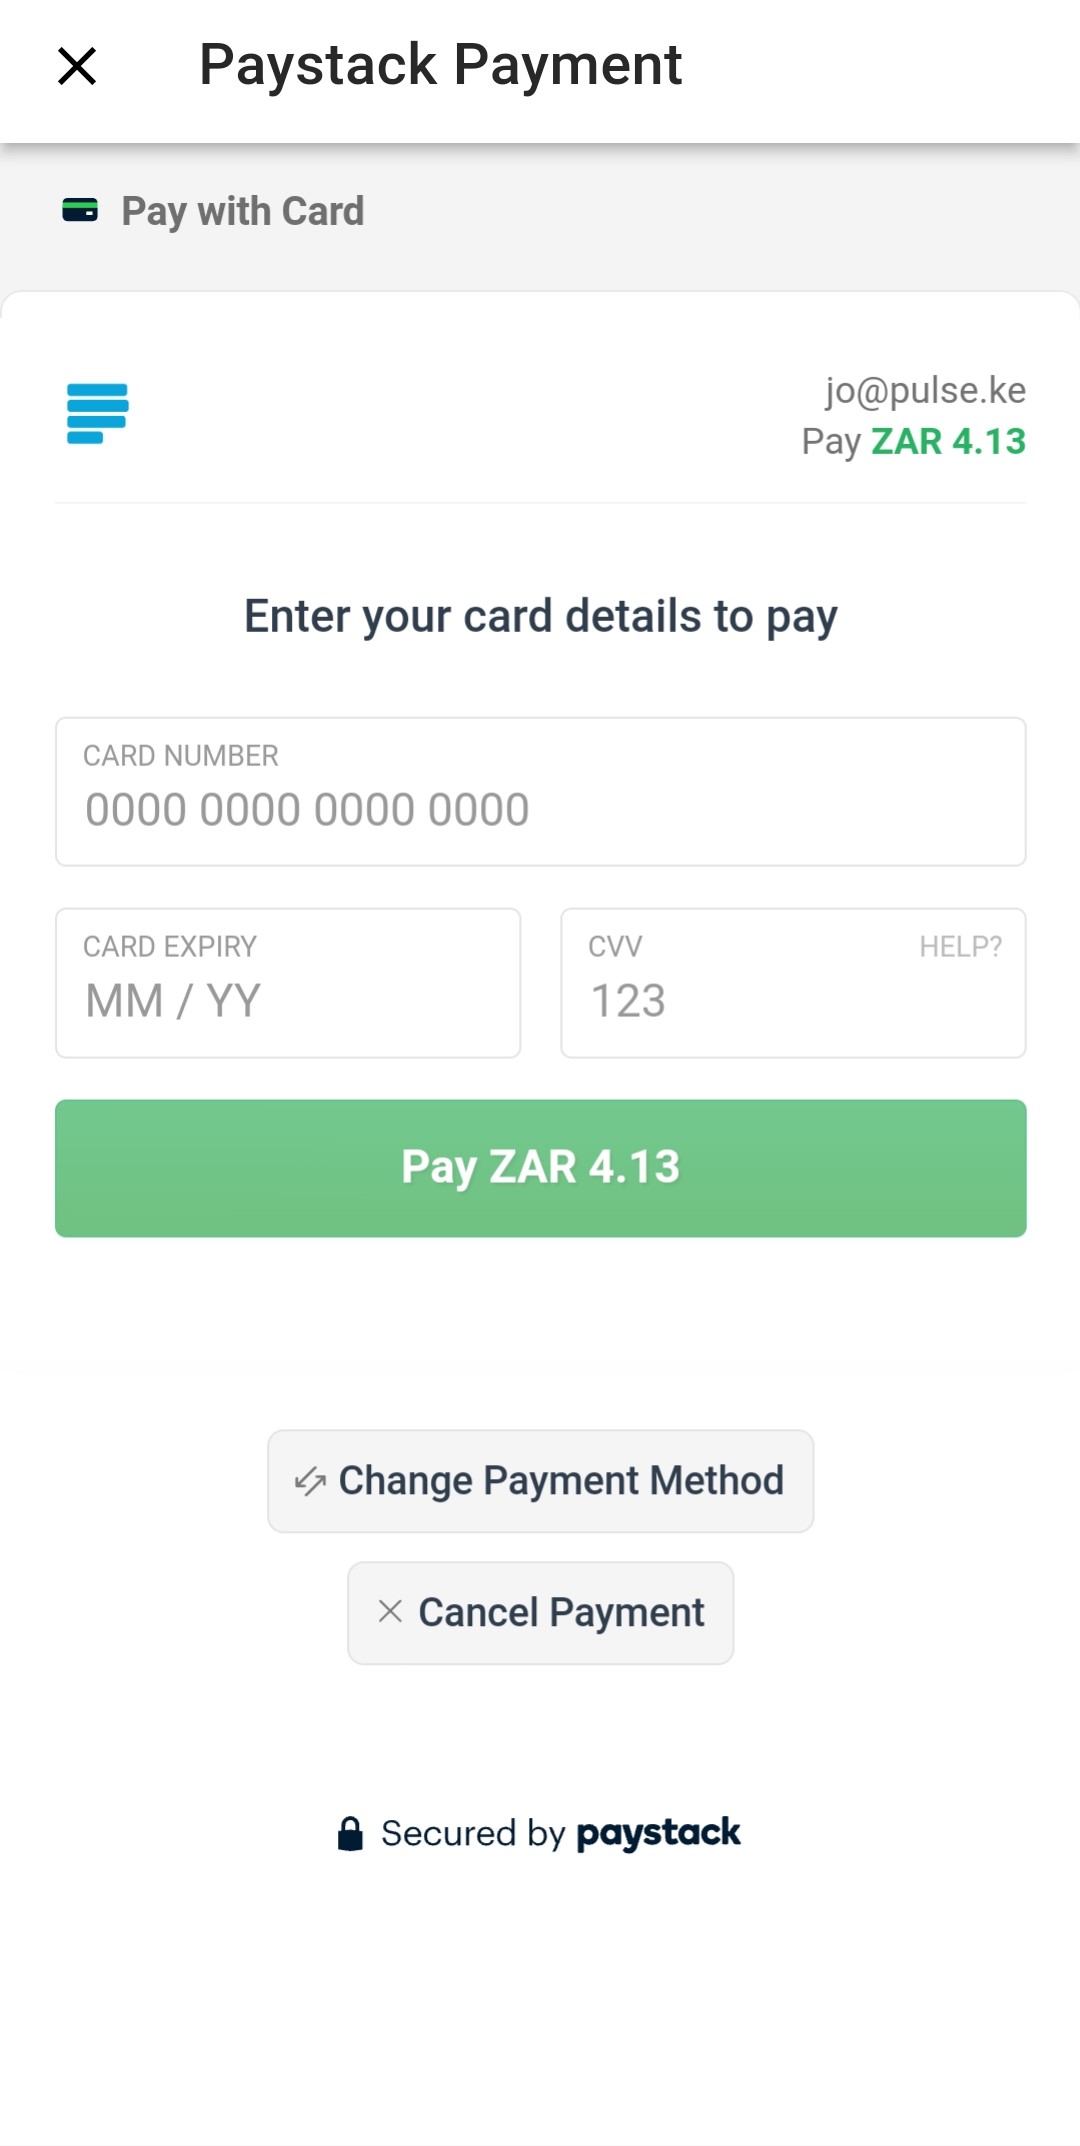 Paystack Payment
Pay with Card
jo@pulse.ke
Pay ZAR 4.13
Enter your card details to pay
CARD NUMBER
0000 0000 0000 0000
CARD EXPIRY
MM / YY
CVV
HELP?
123
Pay ZAR 4.13
Change Payment Method
Cancel Payment
Secured by paystack